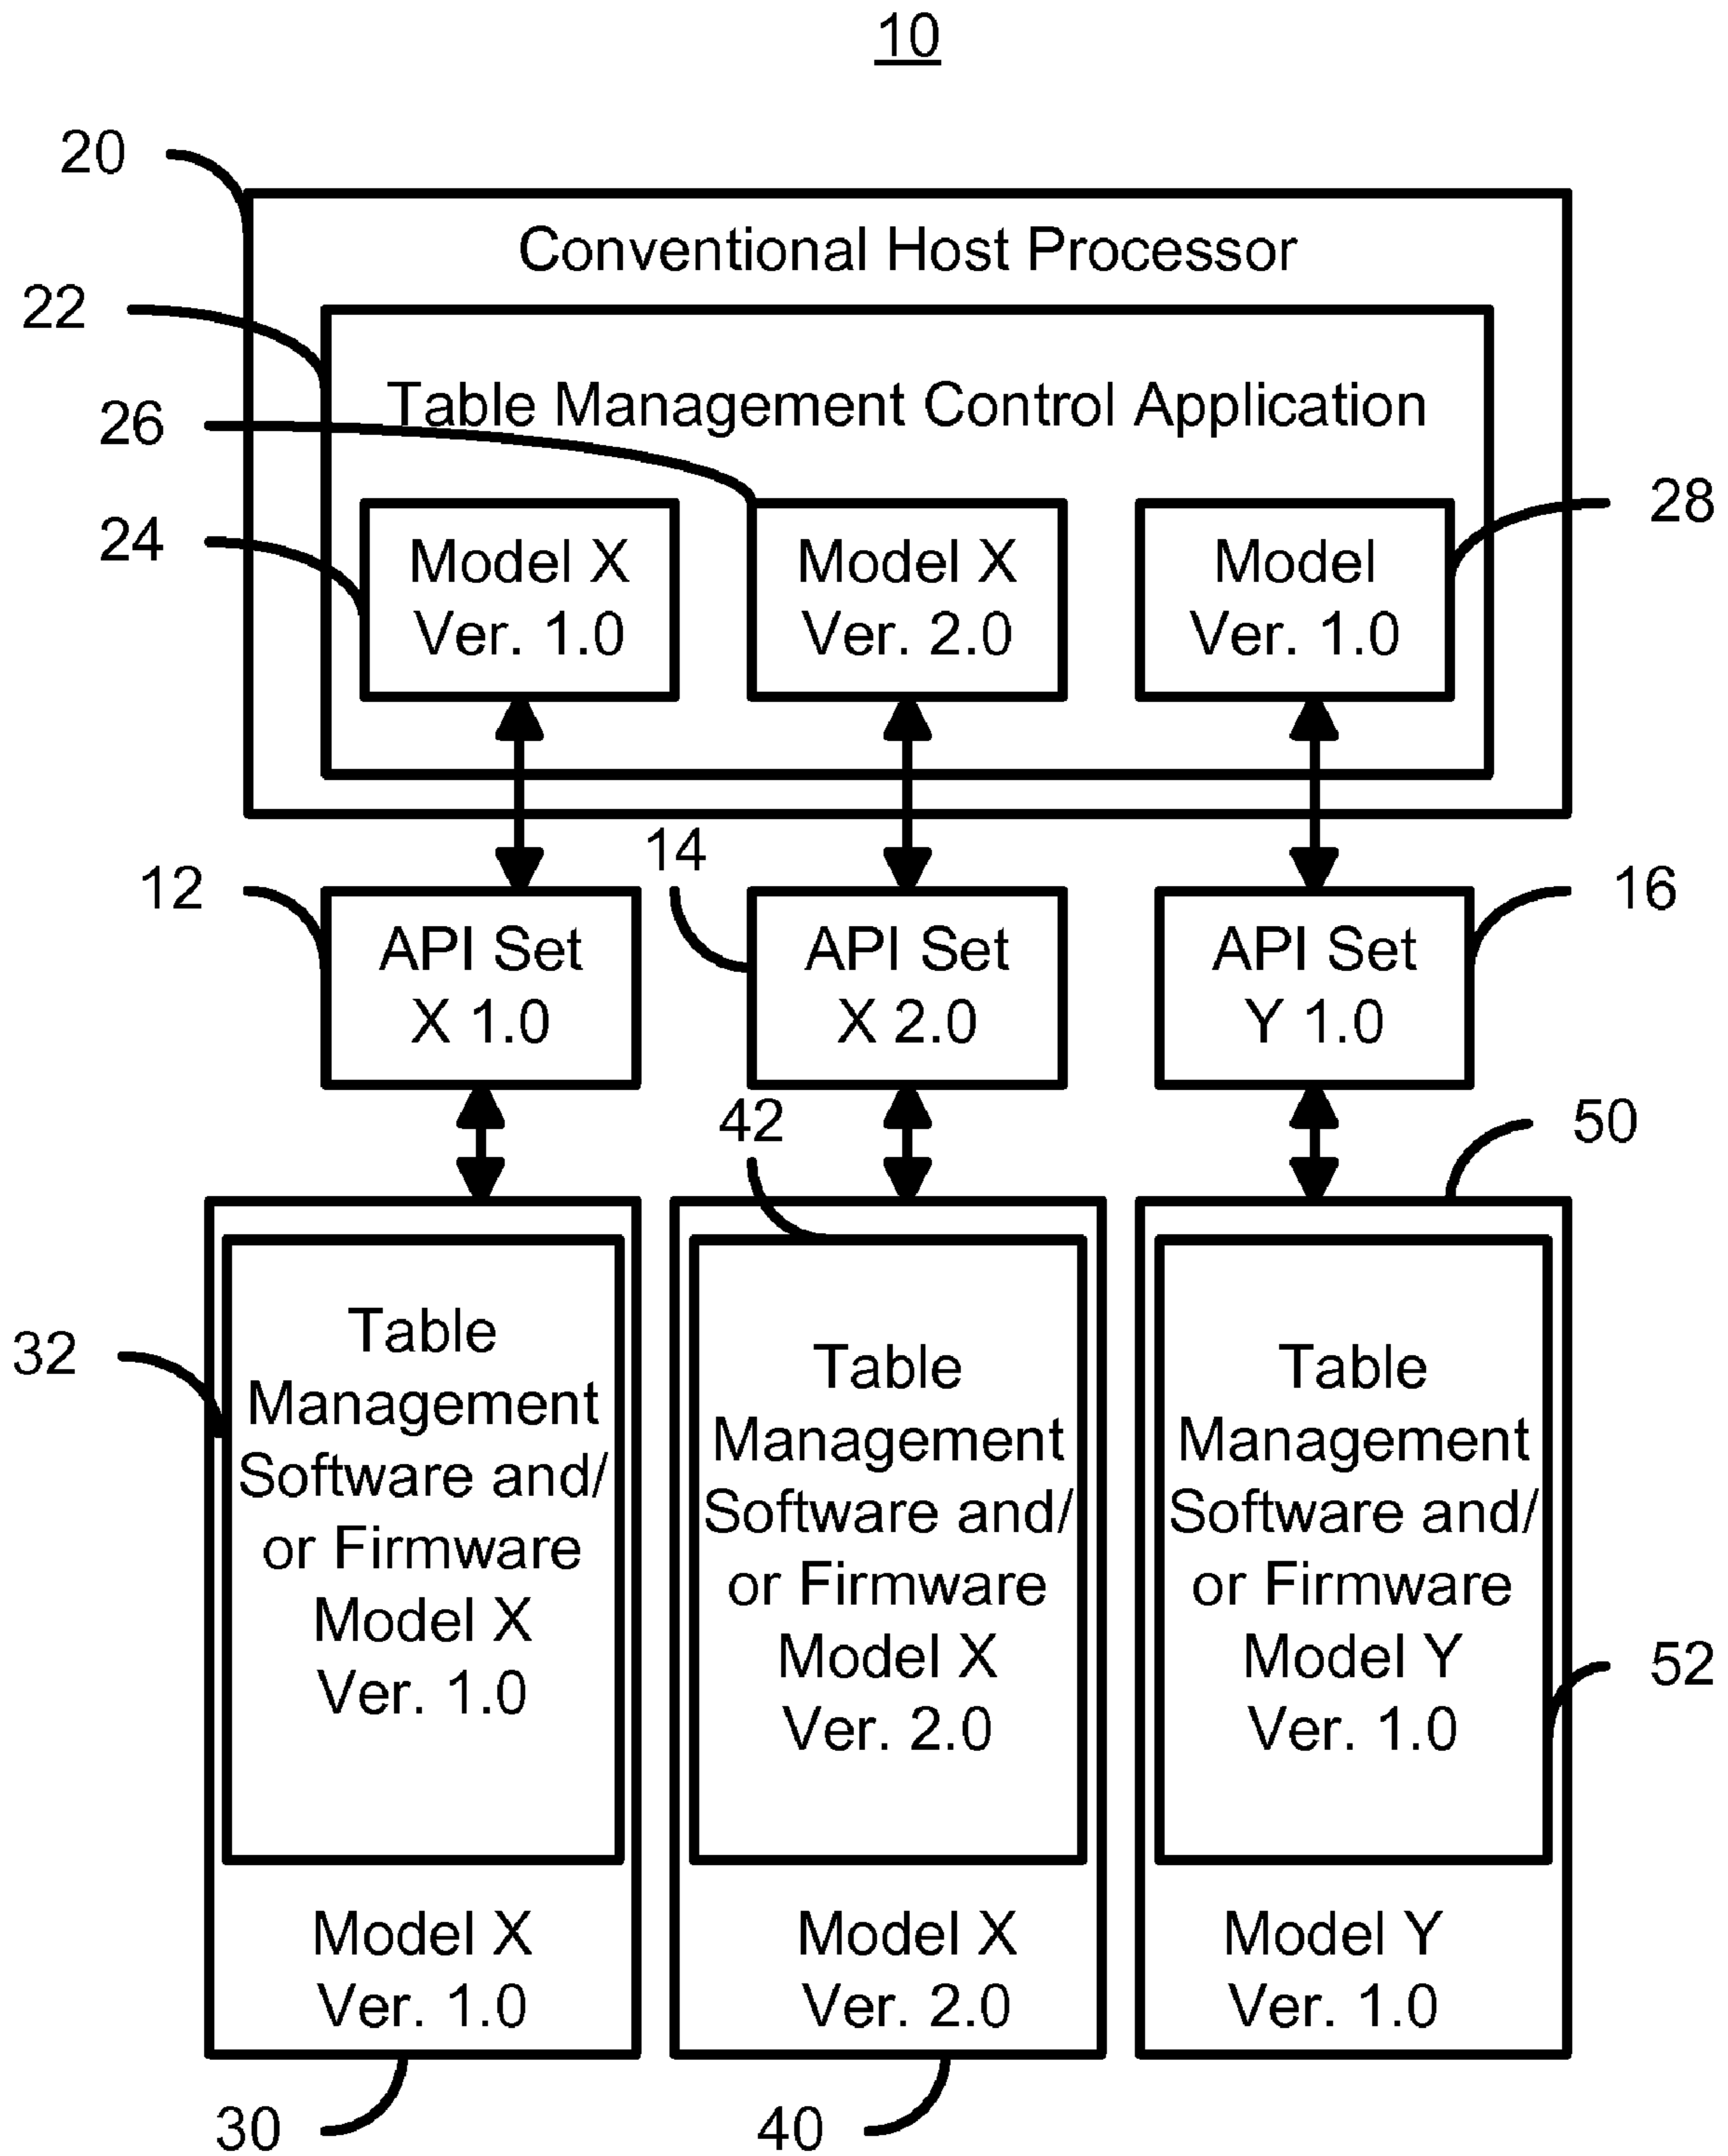 10
20
Conventional Host Processor
22
Table Management Control Application
26
24
28
Model X
Ver. 1.0
Model X
Ver. 2.0
Model
Ver. 1.0
12
14
16
API Set
X 1.0
API Set
X 2.0
API Set
Y 1.0
42
50
32
Table
Management
Software and/
or Firmware
Model X
Ver. 1.0
Table
Management
Software and/
or Firmware
Model X
Ver. 2.0
Table
Management
Software and/
or Firmware
Model Y
Ver. 1.0
52
Model X
Ver. 1.0
Model X
Ver. 2.0
Model Y
Ver. 1.0
30
40